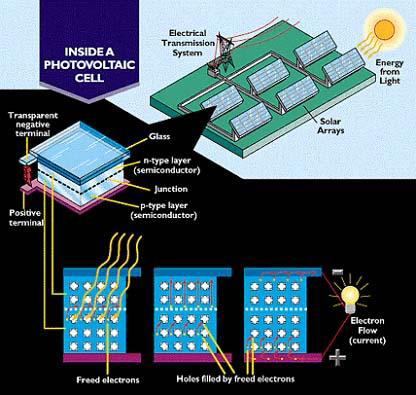 INSIDE A
PHOTOVOLTAIC
CELL
Electrical
Transmission
System
Energy
from
Light
Solar
Arrays
Transparent
negative
terminal
Glass
n-type layer
(semiconductor)
Junction
p-type layer
(semiconductor)
Positive
terminal
Freed electrons
Holes filled by freed electrons
−
Electron
Flow
(current)
+